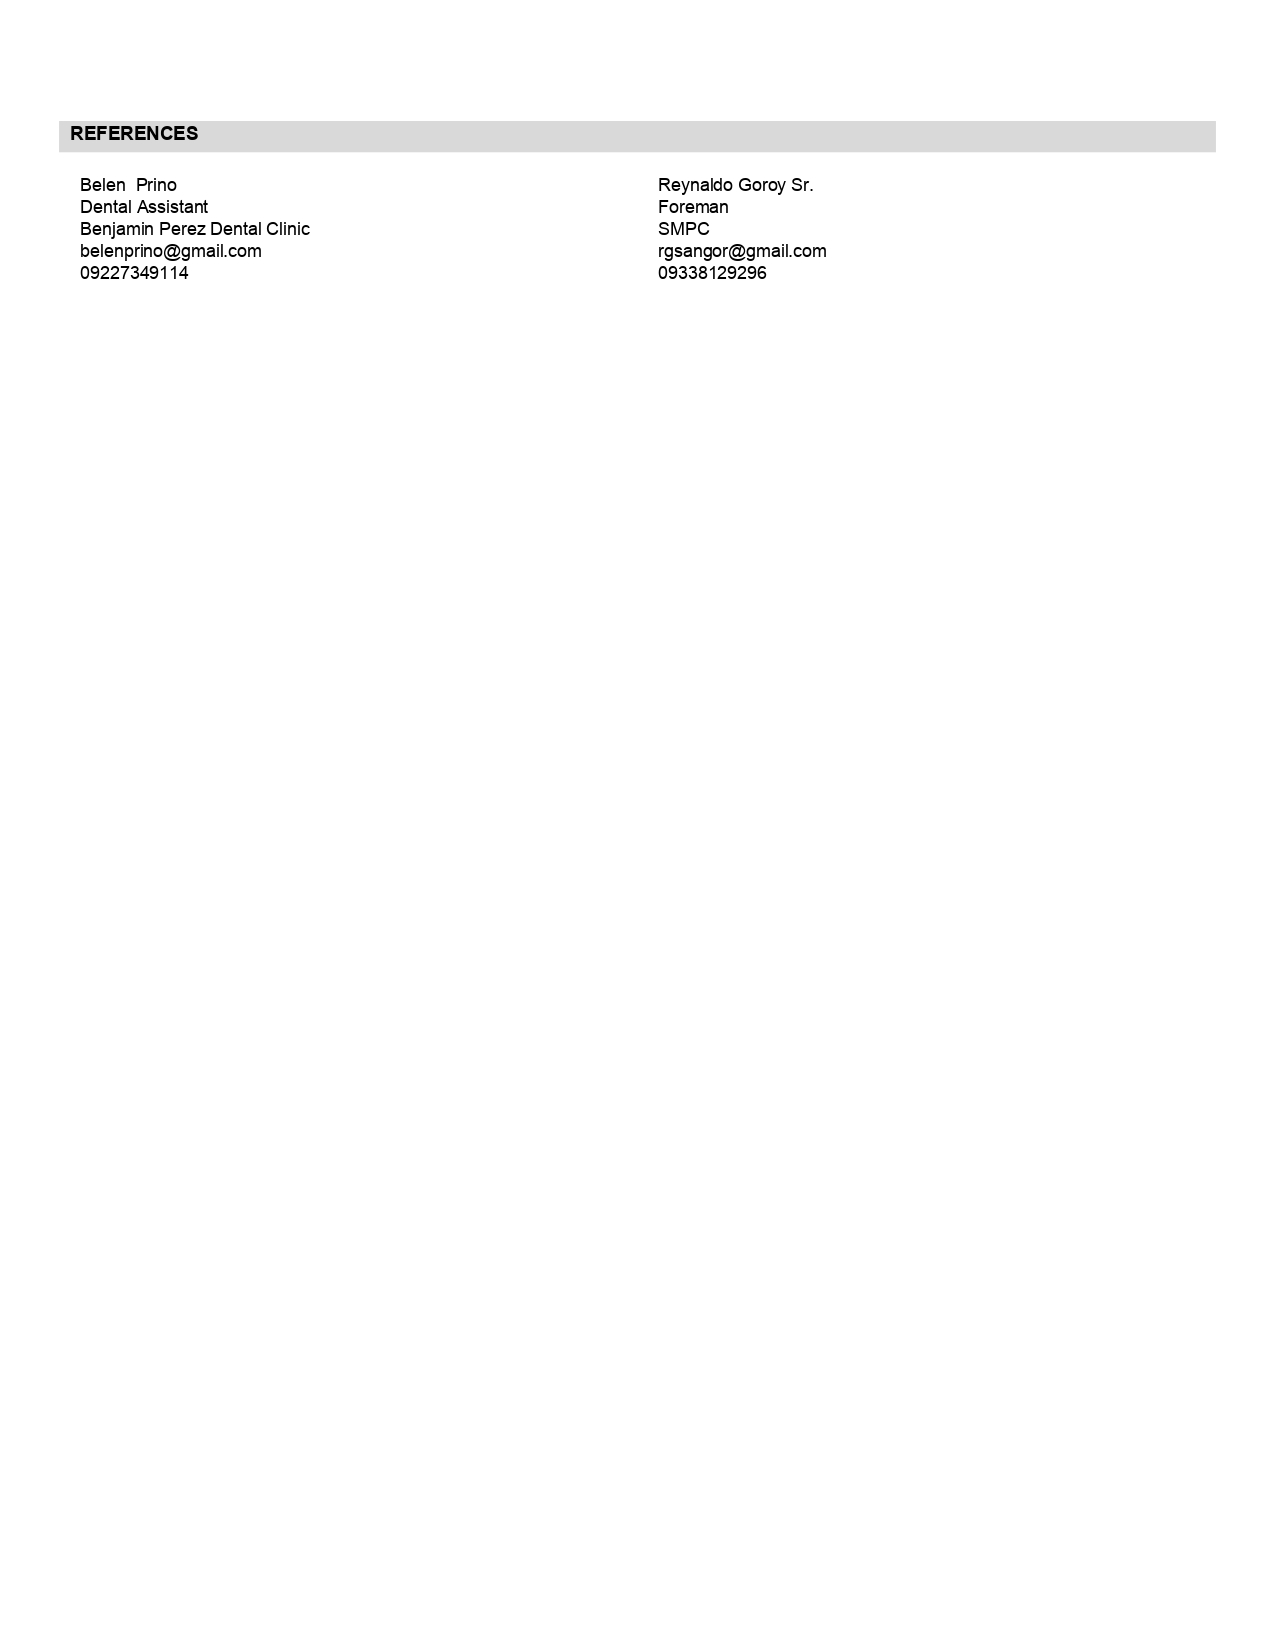 REFERENCES
Belen  Prino
Dental Assistant
Benjamin Perez Dental Clinic
belenprino@gmail.com
09227349114
Reynaldo Goroy Sr.
Foreman
SMPC
rgsangor@gmail.com
09338129296